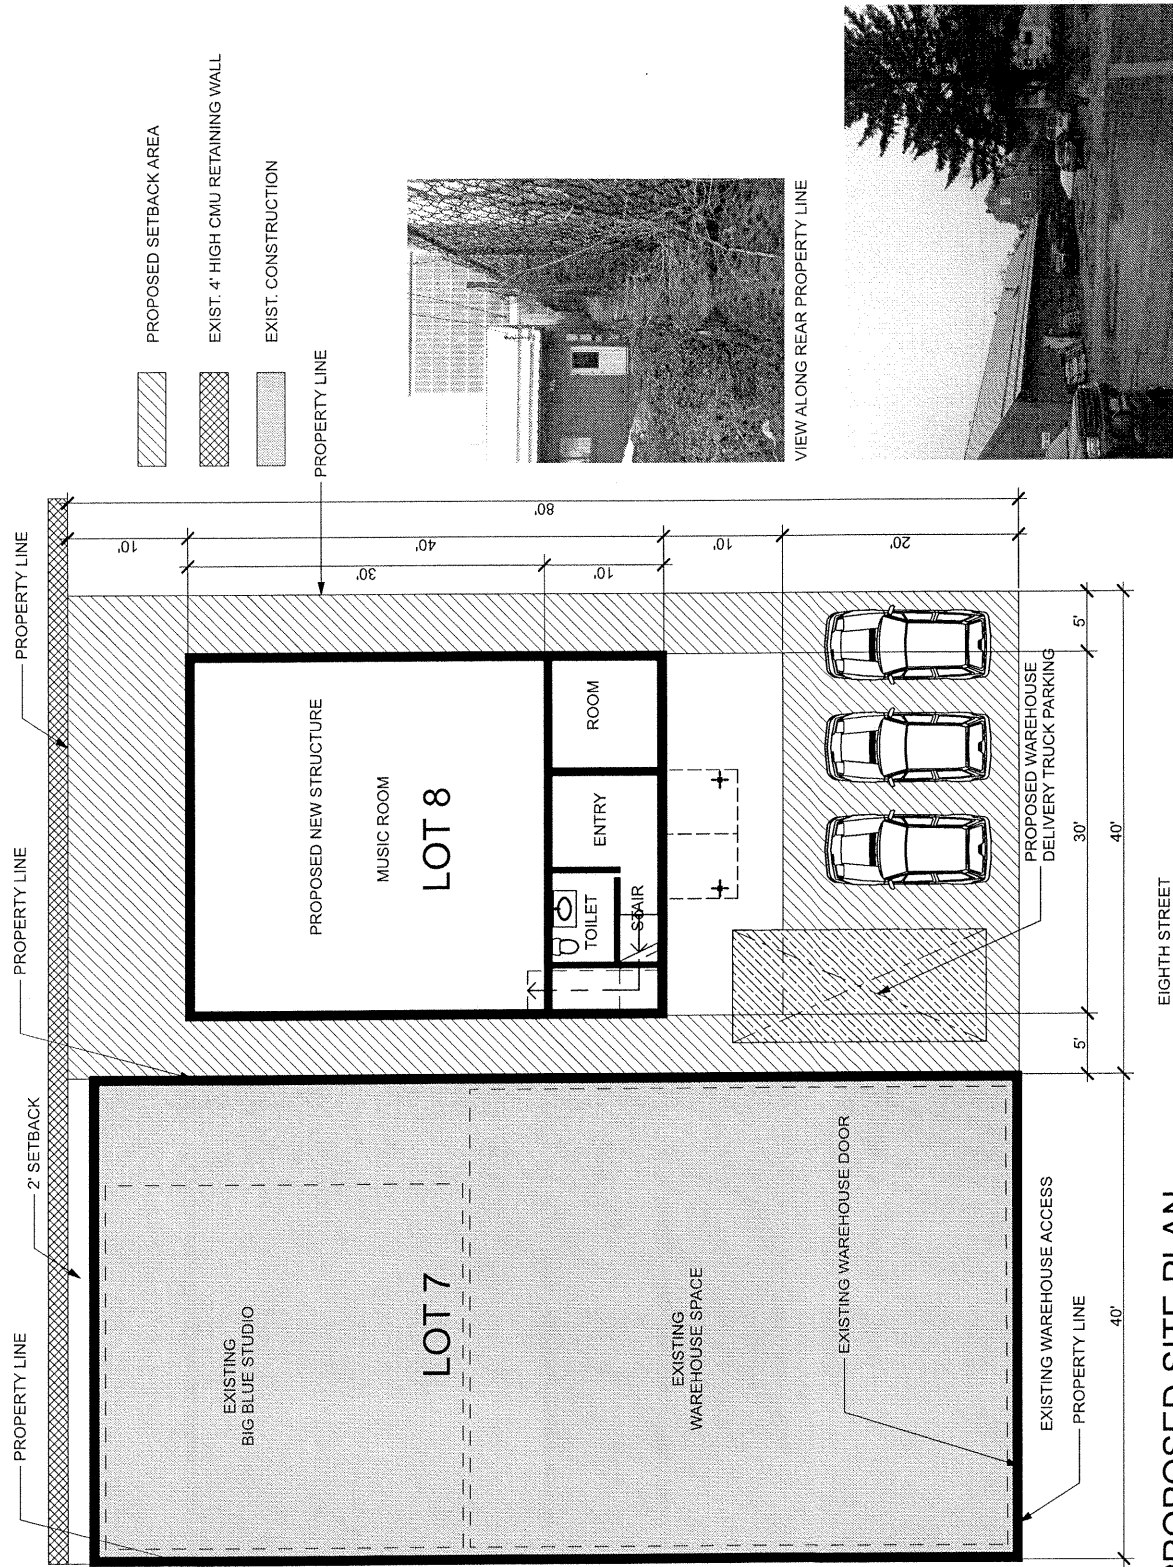 PROPERTY LINE
2' SETBACK
PROPERTY LINE
PROPERTY LINE
EXISTING
BIG BLUE STUDIO
LOT 7
EXISTING
WAREHOUSE SPACE
EXISTING WAREHOUSE DOOR
EXISTING WAREHOUSE ACCESS
PROPERTY LINE
40'
PROPOSED NEW STRUCTURE
MUSIC ROOM
LOT 8
TOILET
STAIR
ENTRY
ROOM
PROPOSED WAREHOUSE
DELIVERY TRUCK PARKING
5'
30'
5'
40'
EIGHTH STREET
10'
30'
40'
10'
10'
20'
80'
PROPERTY LINE
PROPOSED SETBACK AREA
EXIST. 4' HIGH CMU RETAINING WALL
EXIST. CONSTRUCTION
VIEW ALONG REAR PROPERTY LINE
SITE PLAN